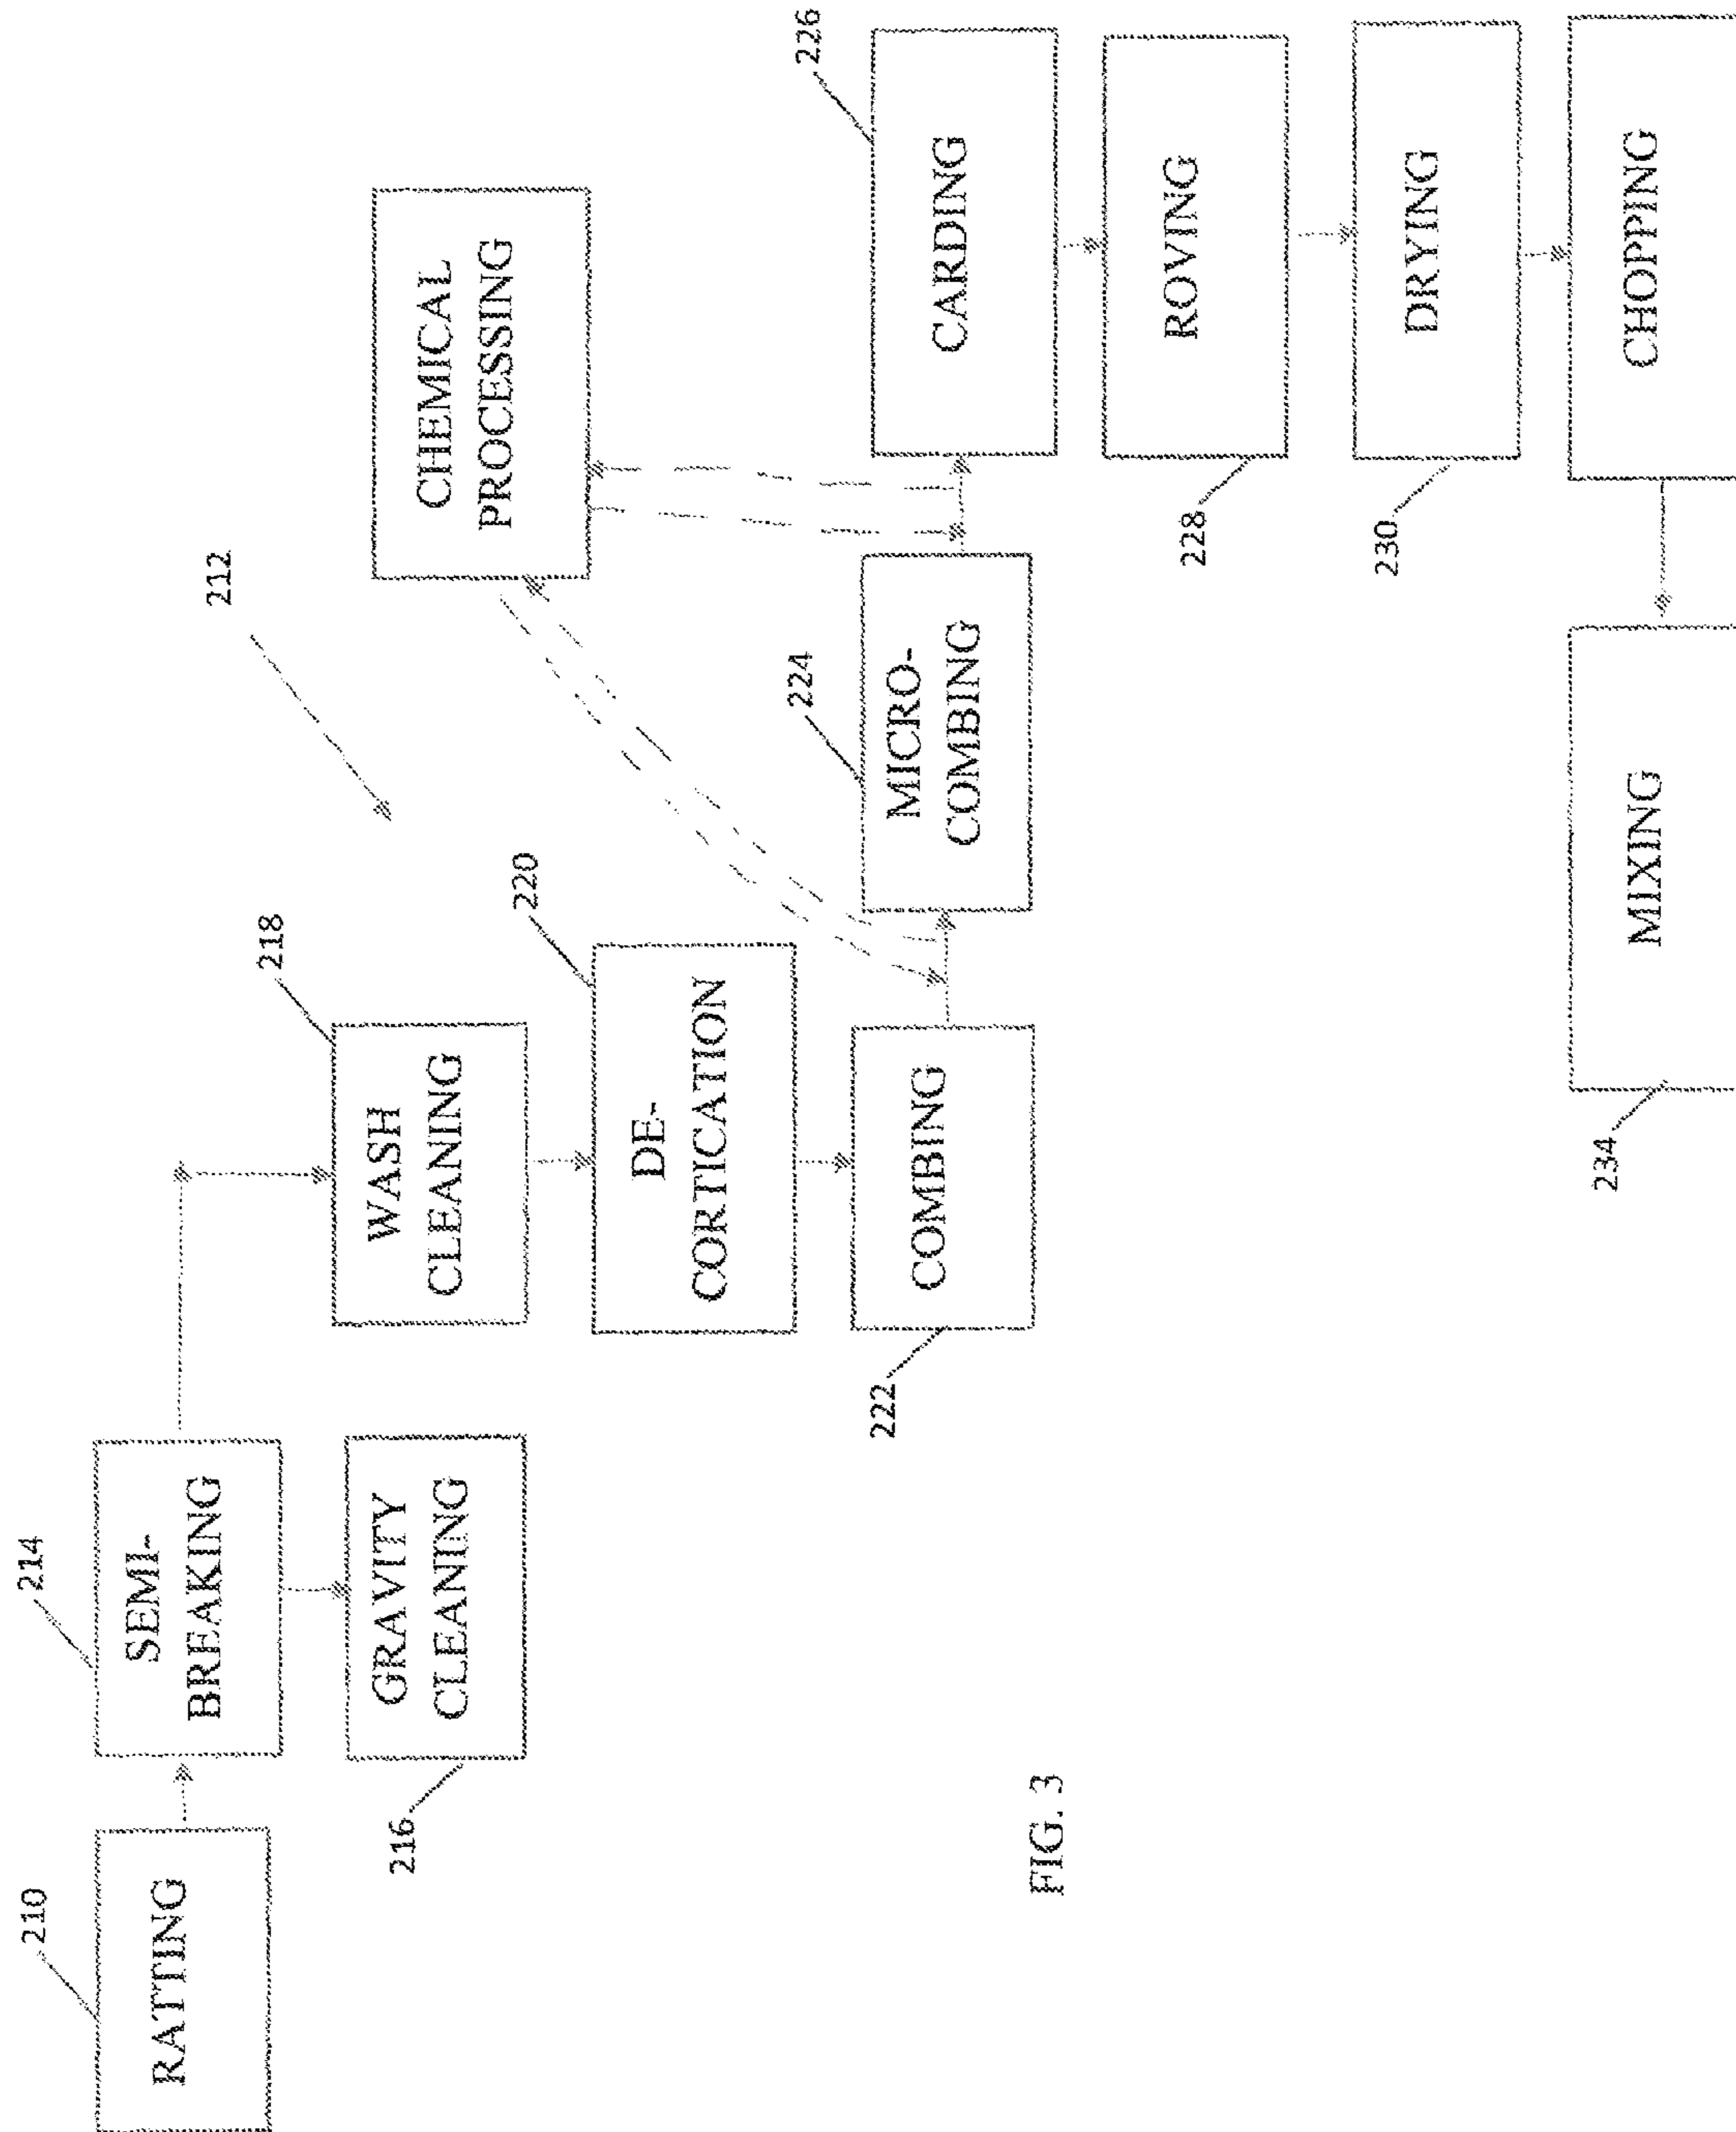 210
RATTING
214
SEMI-
BREAKING
216
GRAVITY
CLEANING
212
218
WASH
CLEANING
220
DE-
CORTICATION
222
COMBING
CHEMICAL
PROCESSING
224
MICRO-
COMBING
226
CARDING
228
ROVING
230
DRYING
CHOPPING
234
MIXING
FIG. 3